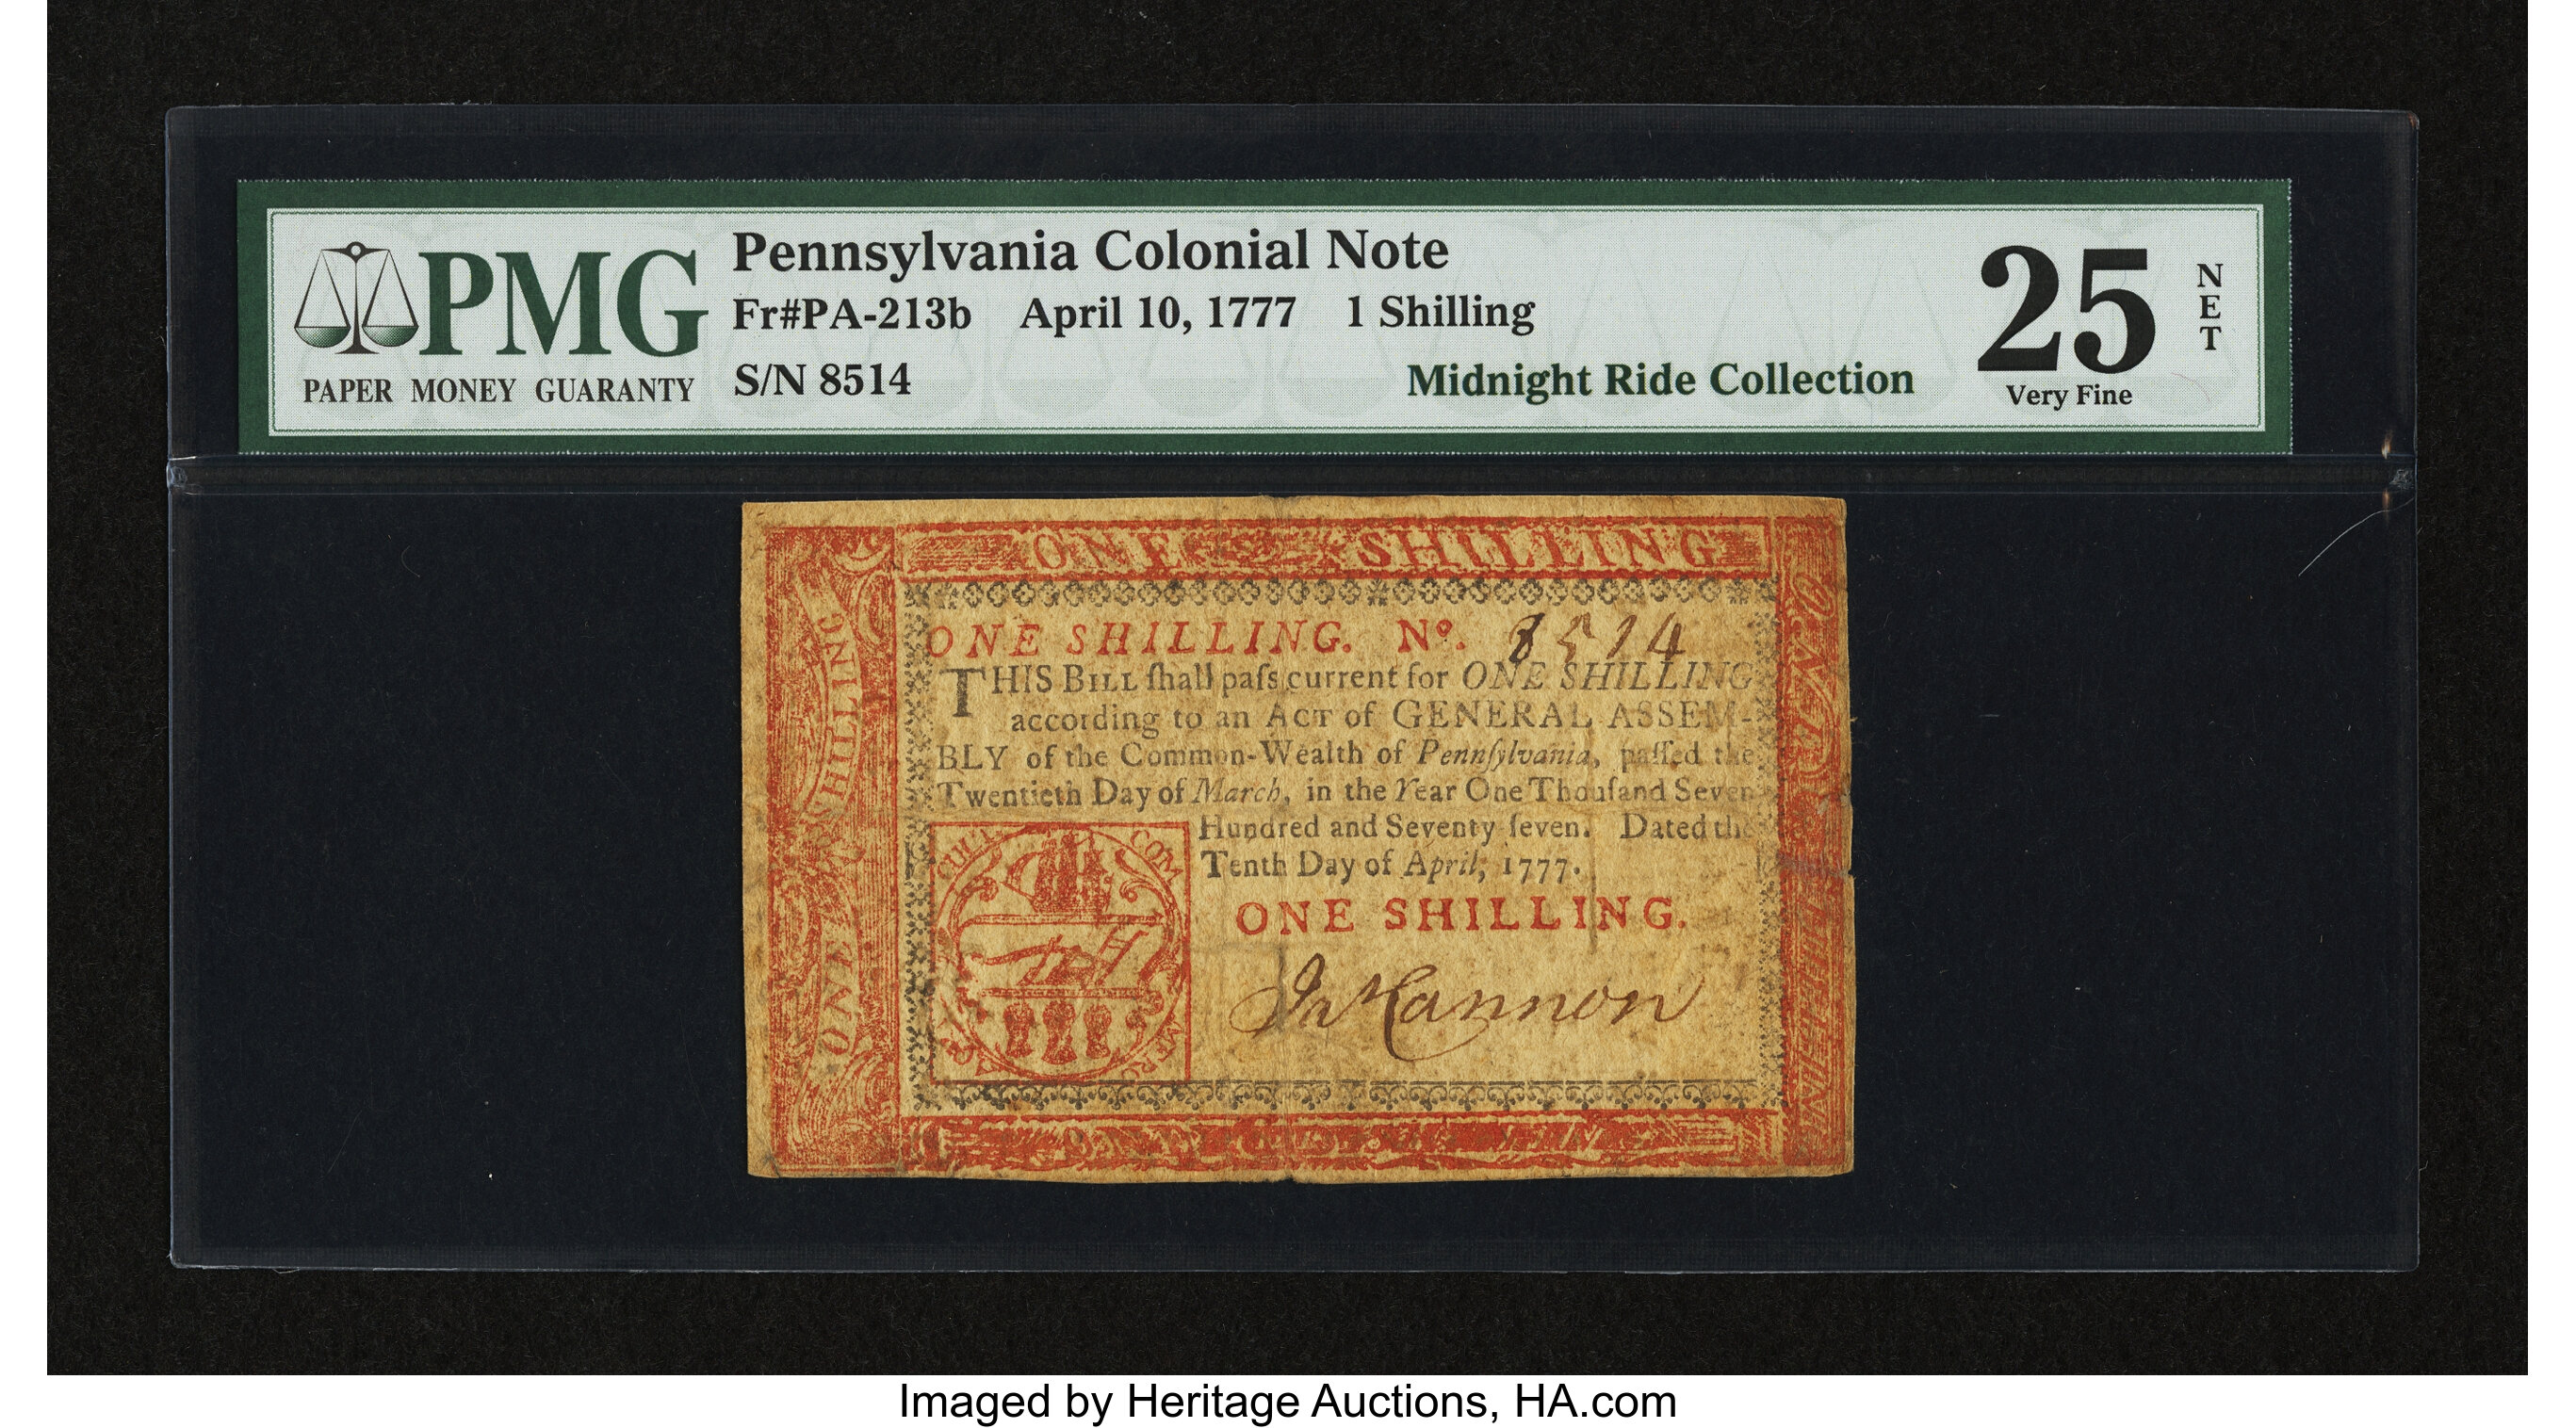 PMG
PAPER MONEY GUARANTY
Pennsylvania Colonial Note
Fr#PA-213b April 10, 1777 1 Shilling
S/N 8514
Midnight Ride Collection
25
Very Fine
NET
ONE SHILLING
ONE SHILLING
ONE SHILLING. Nº. 8514
THIS BILL ſhall paſs current for ONE SHILLING
according to an ACT of GENERAL ASSEM-
BLY of the Common-Wealth of Pennſylvania, paſſed the
Twentieth Day of March, in the Year One Thouſand Seven
Hundred and Seventy-ſeven. Dated the
Tenth Day of April, 1777.
ONE SHILLING.
COM
Imaged by Heritage Auctions, HA.com